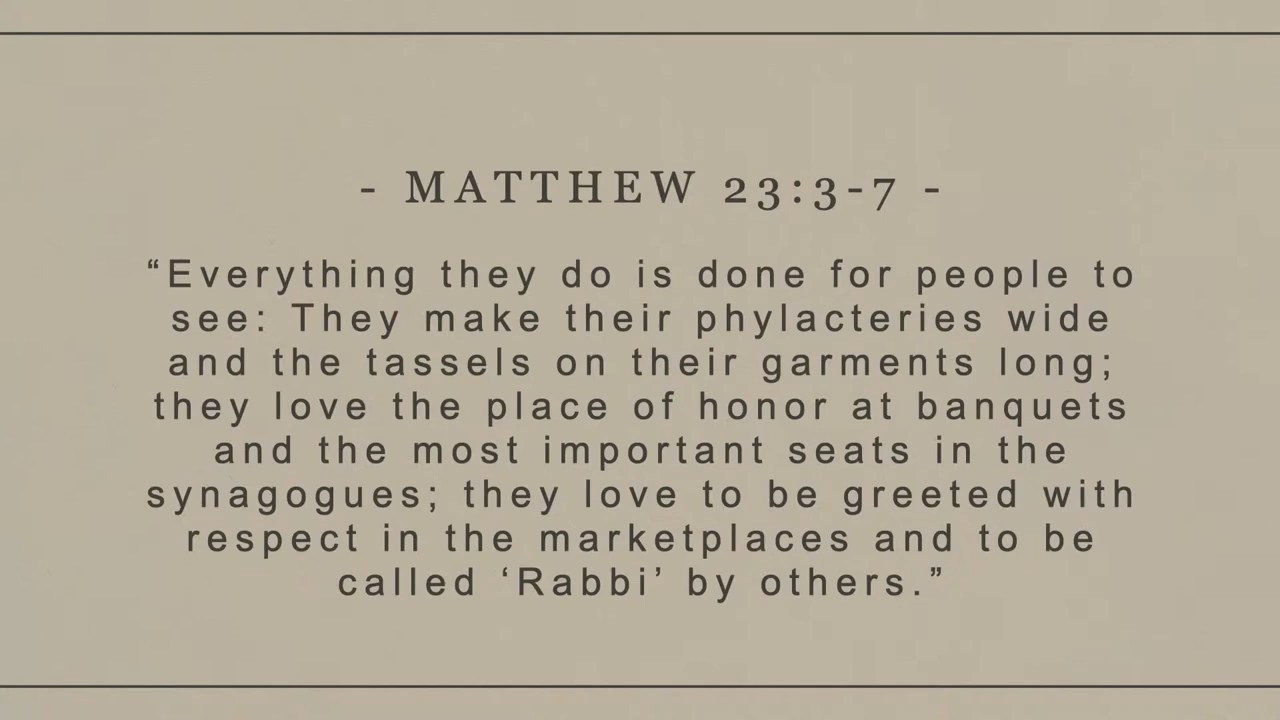 - MATTHEW 23:3-7 -
“Everything they do is done for people to
see: They make their phylacteries wide
and the tassels on their garments long;
they love the place of honor at banquets
and the most important seats in the
synagogues; they love to be greeted with
respect in the marketplaces and to be
called ‘Rabbi’ by others.”